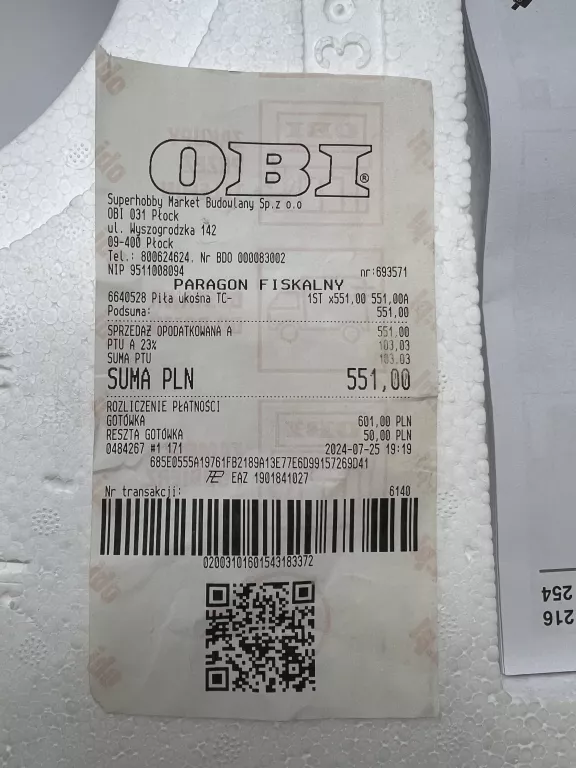 OBI®
Superhobby Market Budowlany Sp.z o.o
OBI 031 Płock
ul. Wyszogrodzka 142
09-400 Płock
Tel.: 800624624. Nr BDO 000083002
NIP 9511008094 nr:693571
PARAGON FISKALNY
6640528 Piła ukośna TC- 1ST x551,00 551,00A
Podsuma: 551,00
SPRZEDAŻ OPODATKOWANA A 551,00
PTU A 23% 103,03
SUMA PTU 103,03
SUMA PLN 551,00
ROZLICZENIE PŁATNOŚCI
GOTÓWKA 601,00 PLN
RESZTA GOTÓWKA 50,00 PLN
0484267 #1 171 2024-07-25 19:19
685E0555A19761FB2189A13E77E6D99157269D41
EAZ 1901841027
Nr transakcji: 6140
02003101601543183372
216
254